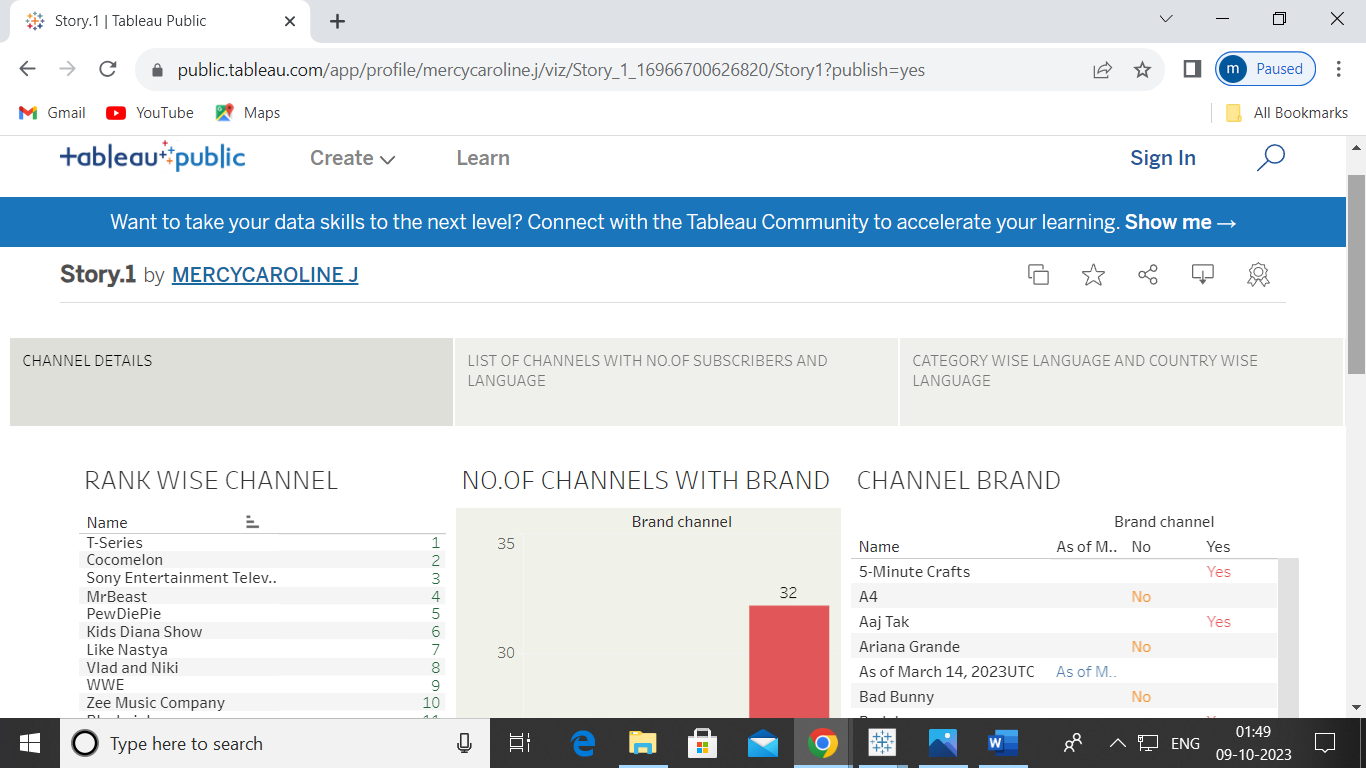 Story.1 | Tableau Public
public.tableau.com/app/profile/mercycaroline.j/viz/Story_1_16966700626820/Story1?publish=yes
m Paused
Gmail YouTube Maps All Bookmarks
+ableau+public Create Learn Sign In
Want to take your data skills to the next level? Connect with the Tableau Community to accelerate your learning. Show me →
Story.1 by MERCYCAROLINE J
CHANNEL DETAILS
LIST OF CHANNELS WITH NO.OF SUBSCRIBERS AND
LANGUAGE
CATEGORY WISE LANGUAGE AND COUNTRY WISE
LANGUAGE
RANK WISE CHANNEL
Name
T-Series 1
Cocomelon 2
Sony Entertainment Telev.. 3
MrBeast 4
PewDiePie 5
Kids Diana Show 6
Like Nastya 7
Vlad and Niki 8
WWE 9
Zee Music Company 10
NO.OF CHANNELS WITH BRAND
Brand channel
35
32
30
CHANNEL BRAND
Brand channel
Name As of M.. No Yes
5-Minute Crafts Yes
A4 No
Aaj Tak Yes
Ariana Grande No
As of March 14, 2023UTC As of M..
Bad Bunny No
Type here to search
ENG
01:49
09-10-2023